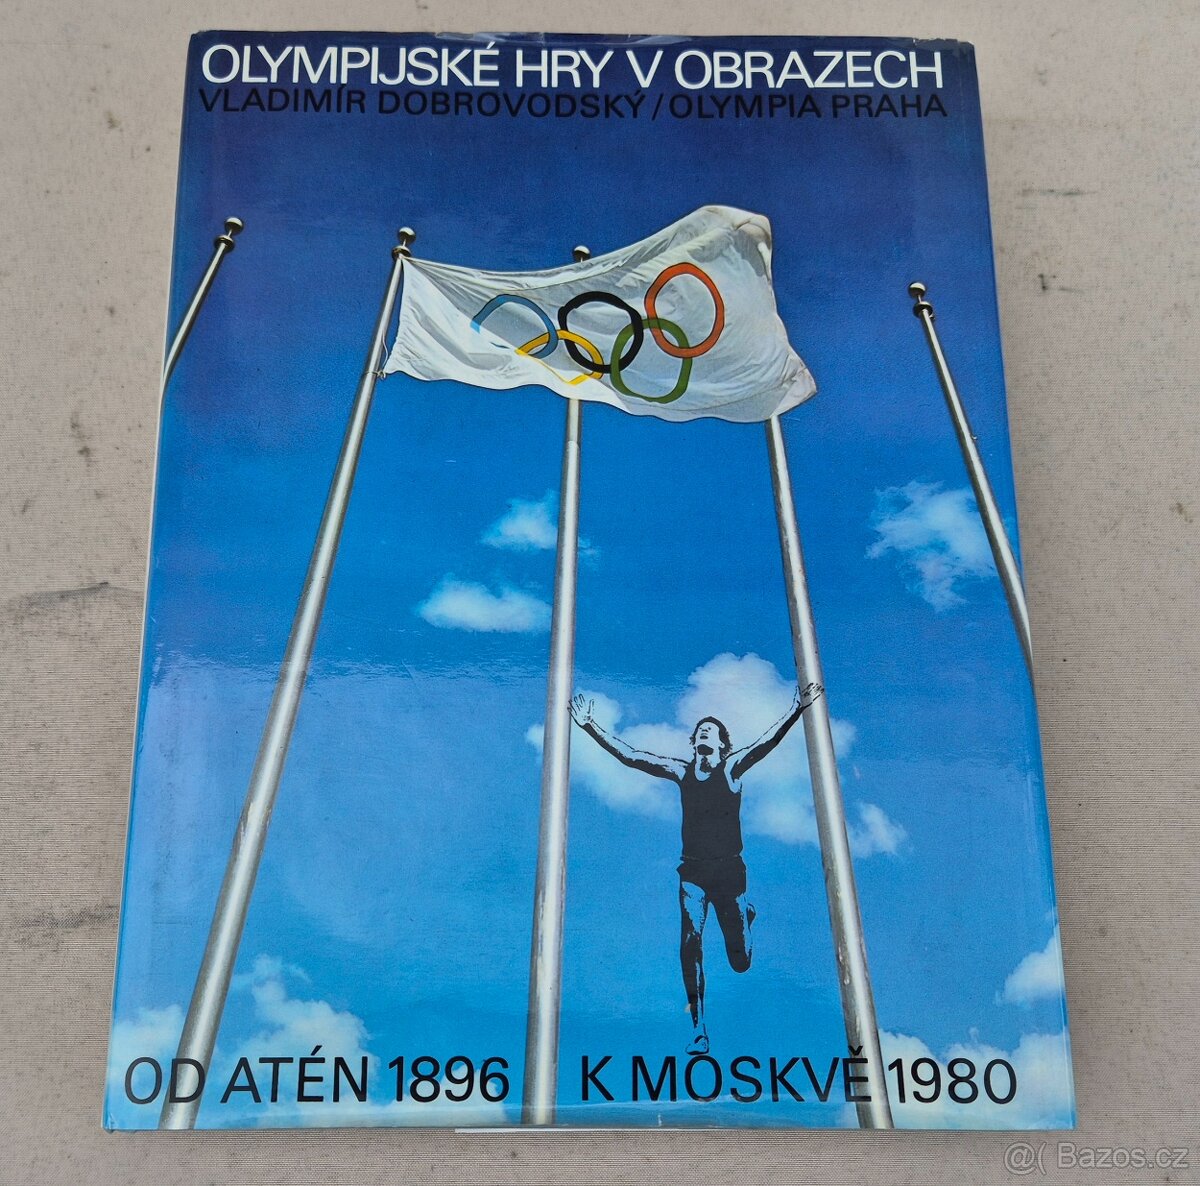 OLYMPIJSKÉ HRY V OBRAZECH
VLADIMÍR DOBROVODSKÝ / OLYMPIA PRAHA
OD ATÉN 1896 K MOSKVĚ 1980
@( Bazos.cz